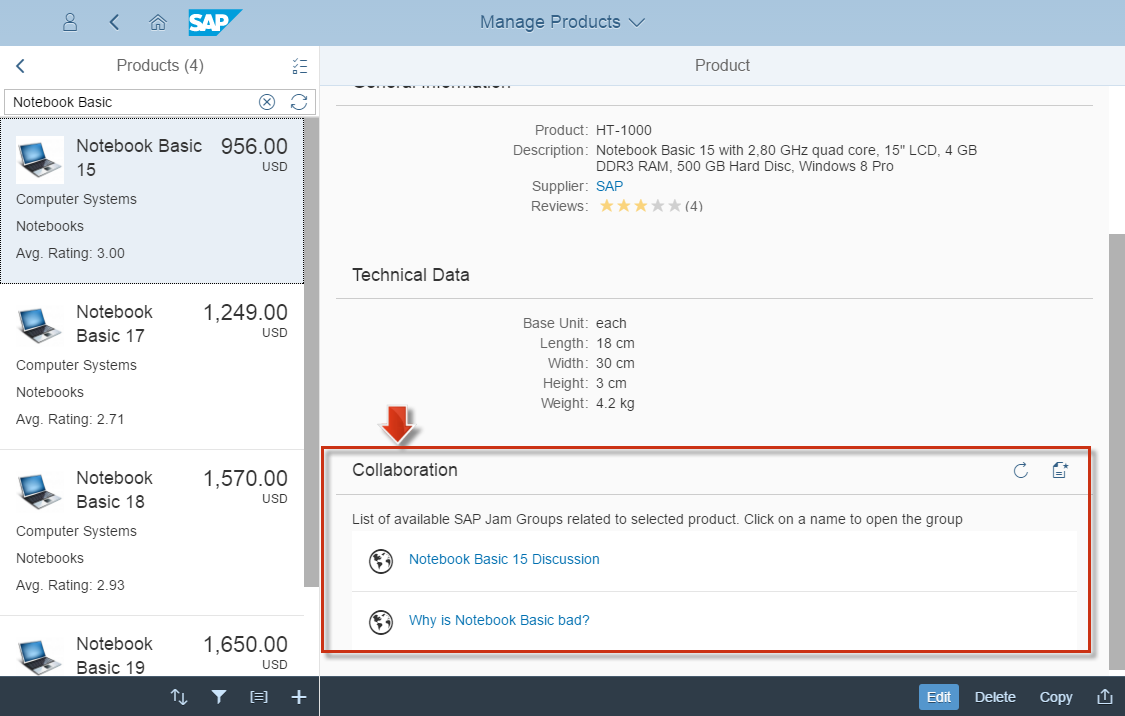 SAP
Manage Products
Products (4)
Notebook Basic
Notebook Basic
15
956.00
USD
Computer Systems
Notebooks
Avg. Rating: 3.00
Notebook
Basic 17
1,249.00
USD
Computer Systems
Notebooks
Avg. Rating: 2.71
Notebook
Basic 18
1,570.00
USD
Computer Systems
Notebooks
Avg. Rating: 2.93
Notebook
Basic 19
1,650.00
USD
Product
General Information
Product: HT-1000
Description: Notebook Basic 15 with 2,80 GHz quad core, 15" LCD, 4 GB
DDR3 RAM, 500 GB Hard Disc, Windows 8 Pro
Supplier: SAP
Reviews: (4)
Technical Data
Base Unit: each
Length: 18 cm
Width: 30 cm
Height: 3 cm
Weight: 4.2 kg
Collaboration
List of available SAP Jam Groups related to selected product. Click on a name to open the group
Notebook Basic 15 Discussion
Why is Notebook Basic bad?
Edit Delete Copy